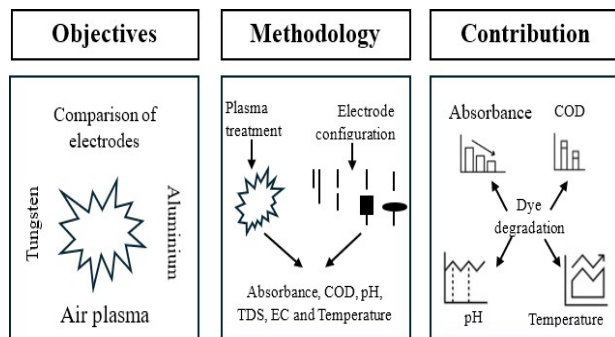 Objectives
Methodology
Contribution
Comparison of
electrodes
Tungsten
Aluminium
Air plasma
Plasma
treatment
Electrode
configuration
Absorbance, COD, pH,
TDS, EC and Temperature
Absorbance
COD
Dye
degradation
pH
Temperature